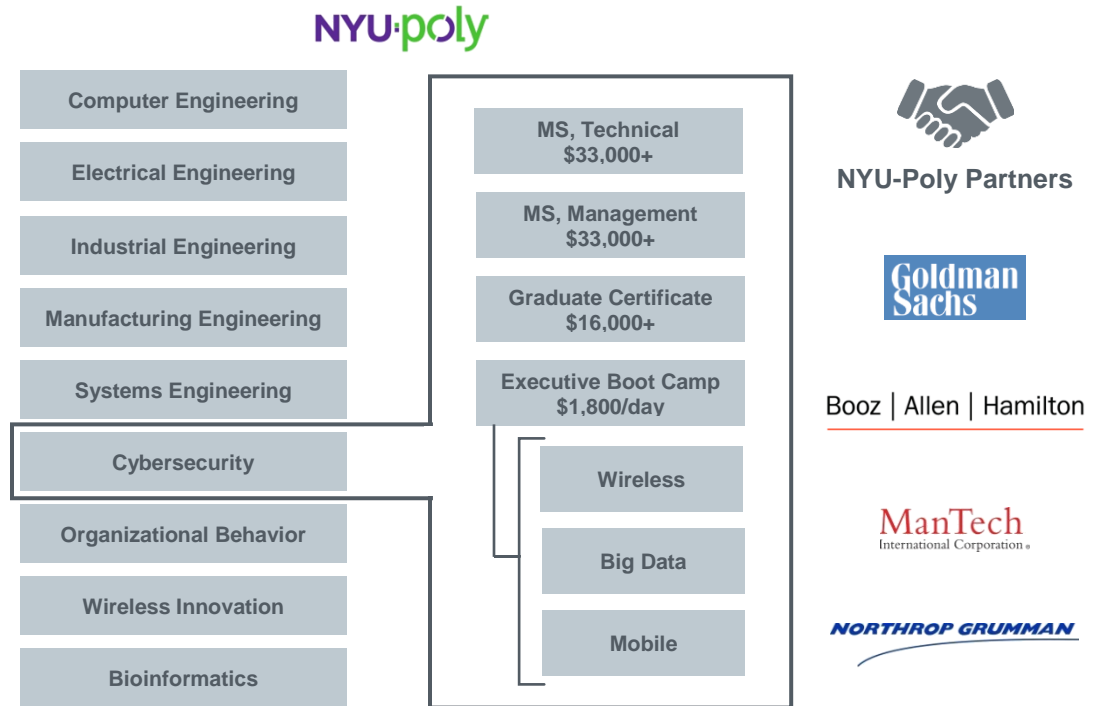 NYU:poly
Computer Engineering
Electrical Engineering
Industrial Engineering
Manufacturing Engineering
Systems Engineering
Cybersecurity
Organizational Behavior
Wireless Innovation
Bioinformatics
MS, Technical
$33,000+
MS, Management
$33,000+
Graduate Certificate
$16,000+
Executive Boot Camp
$1,800/day
Wireless
Big Data
Mobile
NYU-Poly Partners
Goldman
Sachs
Booz | Allen | Hamilton
ManTech
International Corporation®
NORTHROP GRUMMAN